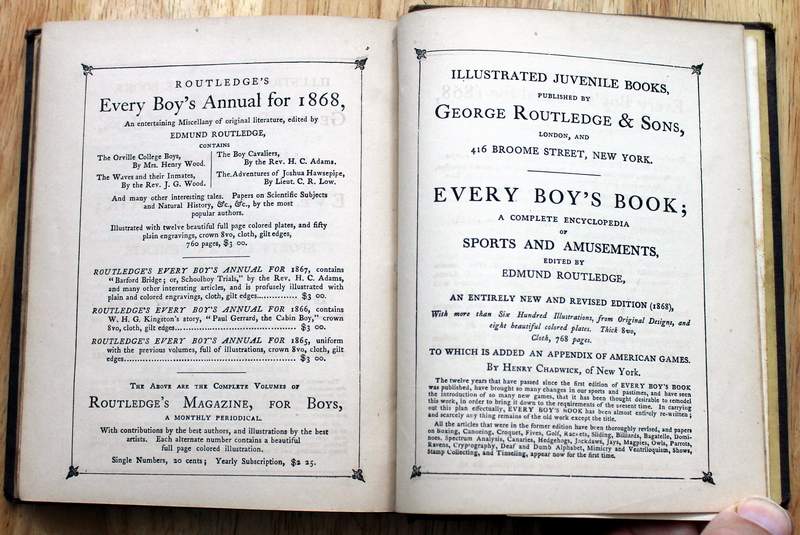 ROUTLEDGE'S
Every Boy's Annual for 1868,
An entertaining Miscellany of original literature, edited by
EDMUND ROUTLEDGE,
CONTAINS
The Orville College Boys,
By Mrs. Henry Wood.
The Waves and their Inmates,
By the Rev. J. G. Wood.
The Boy Cavaliers,
By the Rev. H. C. Adams.
The Adventures of Joshua Hawsepipe,
By Lieut. C. R. Low.
And many other interesting tales. Papers on Scientific Subjects
and Natural History, &c., &c., by the most
popular authors.
Illustrated with twelve beautiful full page colored plates, and fifty
plain engravings, crown 8vo, cloth, gilt edges,
760 pages, $3 00.
ROUTLEDGE'S EVERY BOY'S ANNUAL FOR 1867, contains
"Barford Bridge; or, Schoolboy Trials," by the Rev. H. C. Adams,
and many other interesting articles, and is profusely illustrated with
plain and colored engravings, cloth, gilt edges.............. $3 00.
ROUTLEDGE'S EVERY BOY'S ANNUAL FOR 1866, contains
W. H. G. Kingston's story, "Paul Gerrard, the Cabin Boy," crown
8vo, cloth, gilt edges............................................ $3 00.
ROUTLEDGE'S EVERY BOY'S ANNUAL FOR 1865, uniform
with the previous volumes, full of illustrations, crown 8vo, cloth, gilt
edges............................................................ $3 00.
THE ABOVE ARE THE COMPLETE VOLUMES OF
ROUTLEDGE'S MAGAZINE, FOR BOYS,
A MONTHLY PERIODICAL.
With contributions by the best authors, and illustrations by the best
artists. Each alternate number contains a beautiful
full page colored illustration.
Single Numbers, 20 cents; Yearly Subscription, $2 25.
ILLUSTRATED JUVENILE BOOKS,
PUBLISHED BY
GEORGE ROUTLEDGE & SONS,
LONDON, AND
416 BROOME STREET, NEW YORK.
EVERY BOY'S BOOK;
A COMPLETE ENCYCLOPEDIA
OF
SPORTS AND AMUSEMENTS,
EDITED BY
EDMUND ROUTLEDGE,
AN ENTIRELY NEW AND REVISED EDITION (1868),
With more than Six Hundred Illustrations, from Original Designs, and
eight beautiful colored plates. Thick 8vo,
Cloth, 768 pages.
TO WHICH IS ADDED AN APPENDIX OF AMERICAN GAMES.
BY HENRY CHADWICK, of New York.
The twelve years that have passed since the first edition of EVERY BOY'S BOOK
was published, have brought so many changes in our sports and pastimes, and have seen
the introduction of so many new games, that it has been thought desirable to remodel
this work, in order to bring it down to the requirements of the present time. In carrying
out this plan effectually, EVERY BOY'S BOOK has been almost entirely re-written;
and scarcely any thing remains of the old work except the title.
All the articles that were in the former edition have been thoroughly revised, and papers
on Boxing, Canoeing, Croquet, Fives, Golf, Rackets, Sliding, Billiards, Bagatelle, Domi-
noes, Spectrum Analysis, Canaries, Hedgehogs, Jackdaws, Jays, Magpies, Owls, Parrots,
Ravens, Cryptography, Deaf and Dumb Alphabet, Mimicry and Ventriloquism, Shows,
Stamp Collecting, and Tinseling, appear now for the first time.